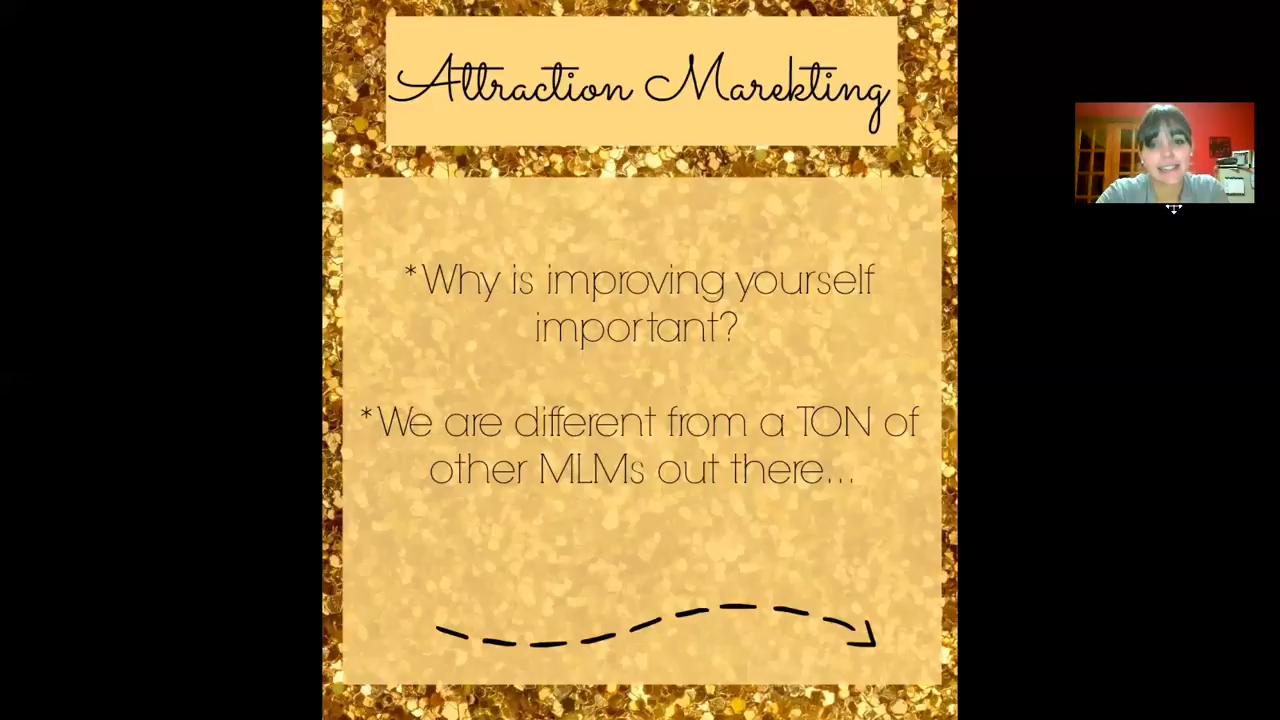 Attraction Marekting
*Why is improving yourself
important?
*We are different from a TON of
other MLMs out there...